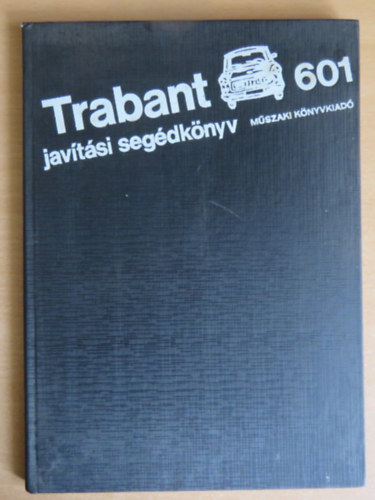 Trabant 601
javítási segédkönyv MŰSZAKI KÖNYVKIADÓ